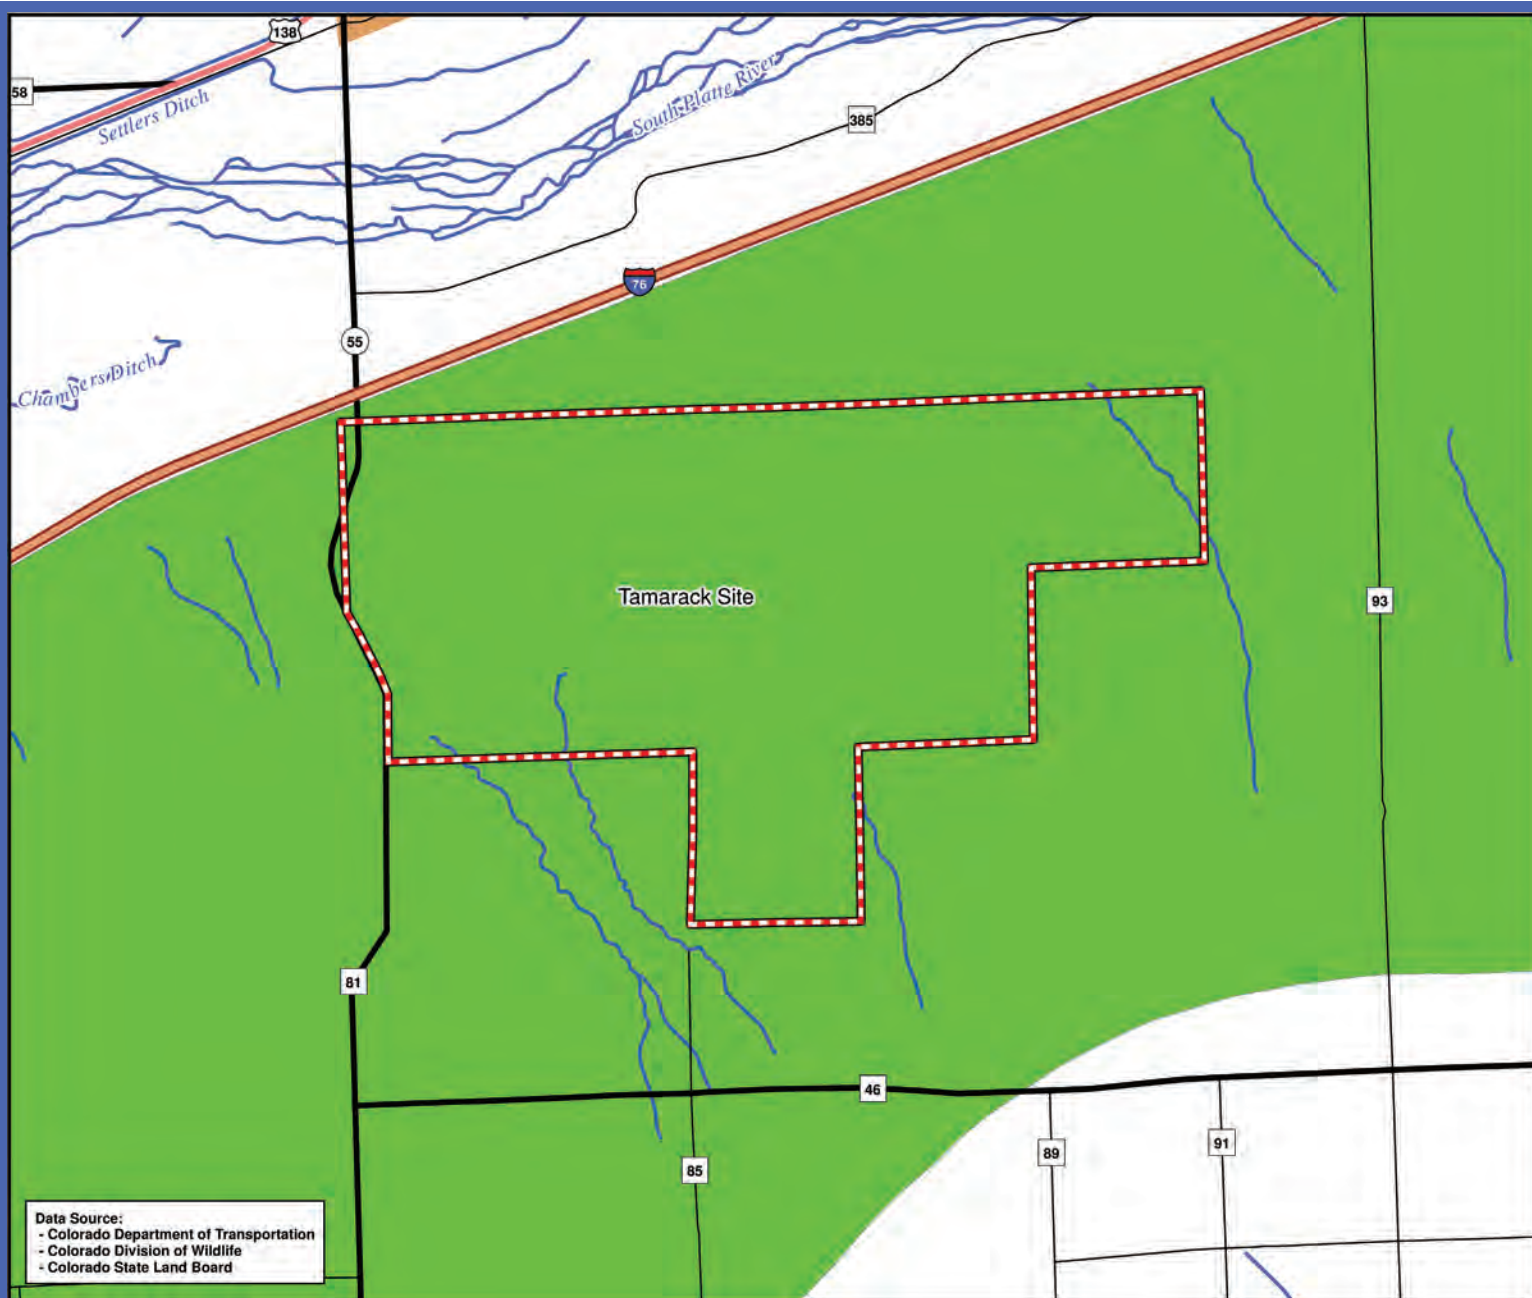 138
58
Settlers Ditch
South Platte River
385
76
55
Chambers Ditch
Tamarack Site
93
81
46
85
89
91
Data Source:
- Colorado Department of Transportation
- Colorado Division of Wildlife
- Colorado State Land Board